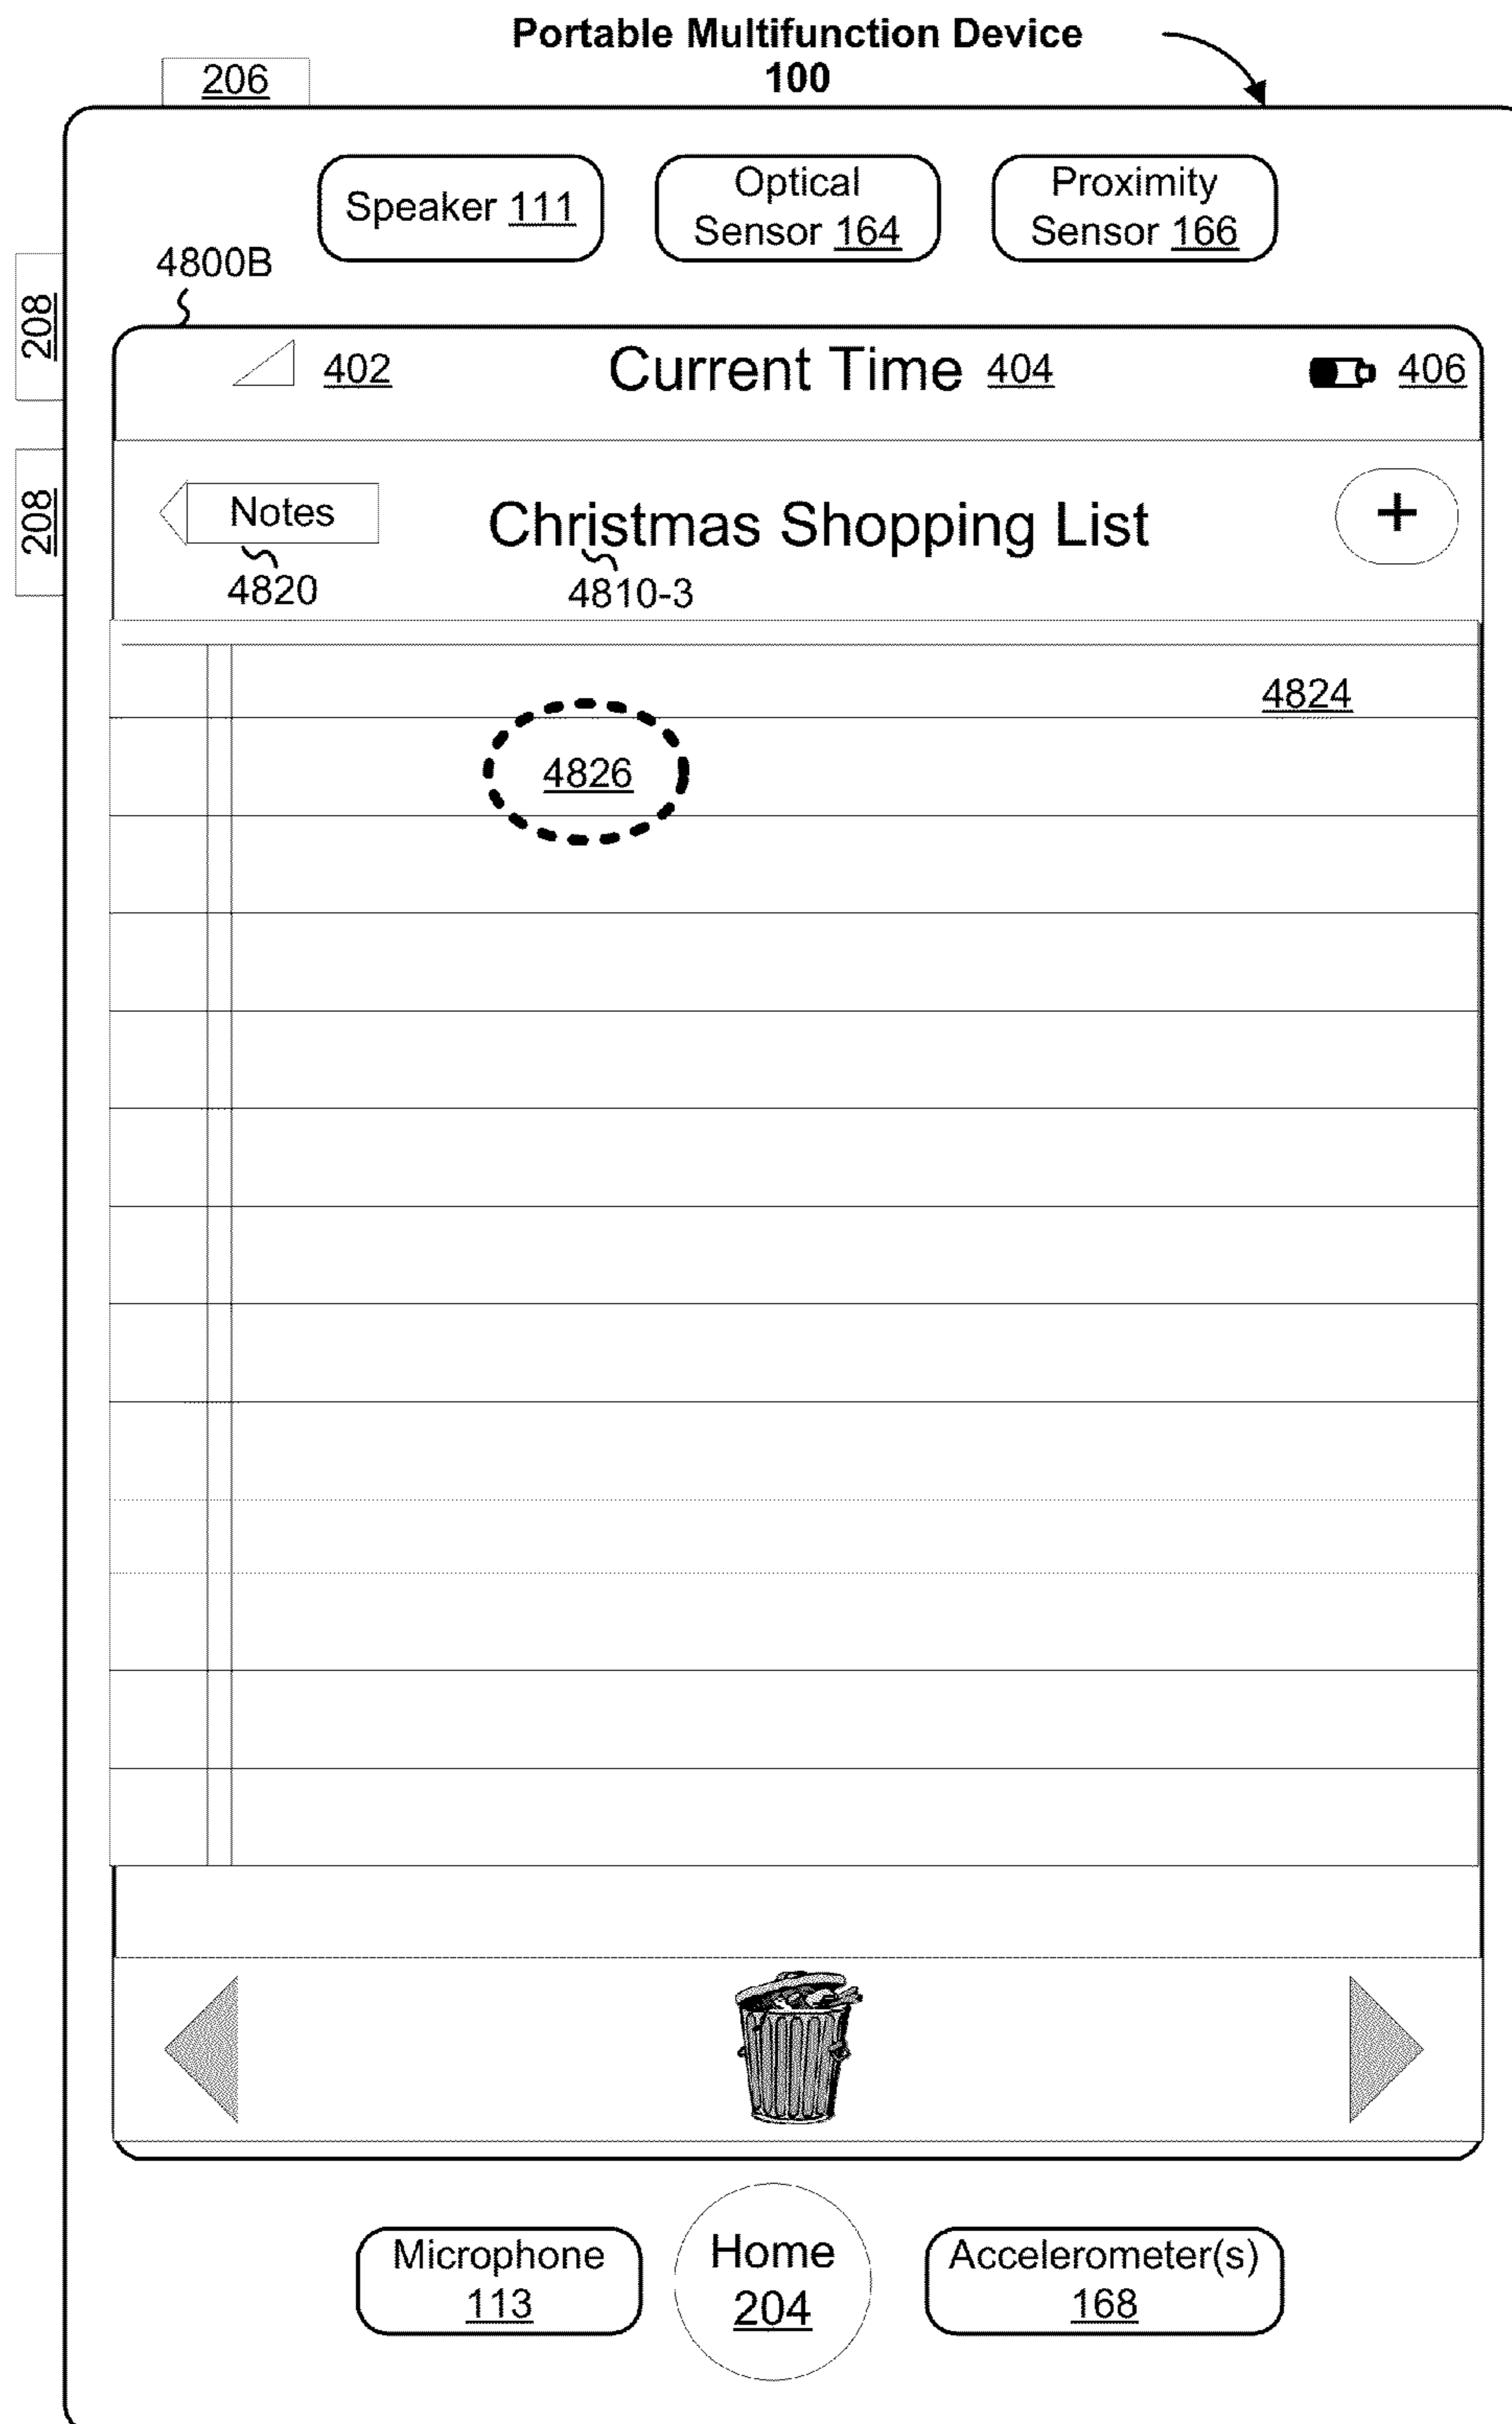 Portable Multifunction Device
100
206
Speaker 111
Optical
Sensor 164
Proximity
Sensor 166
4800B
208
402
Current Time 404
406
208
Notes
Christmas Shopping List
+
4820
4810-3
4824
4826
Microphone
113
Home
204
Accelerometer(s)
168